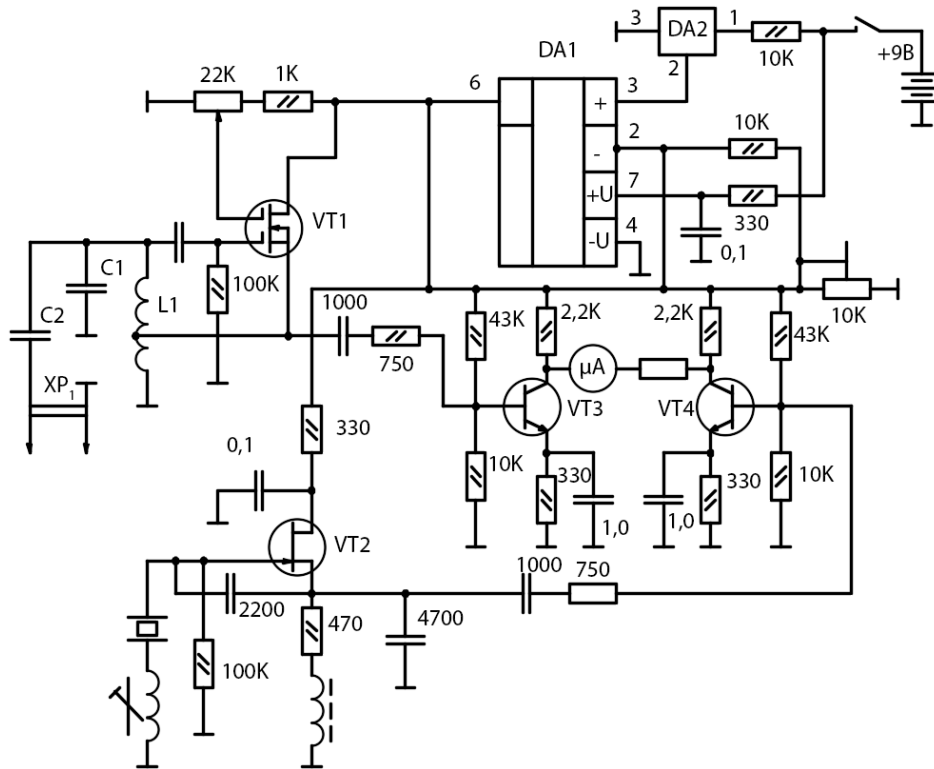 3 DA2 1
10K
+9В
2
DA1
22K 1K
6 3
+
2
-
10K
7
+U
330
4
-U
0,1
VT1
C1 100K
C2 L1
1000
10K
43K 2,2K 2,2K 43K
750
µA
XP1
VT3 VT4
330
0,1
10K 330 330 10K
1,0 1,0
VT2
1000 750
2200
470 4700
100K